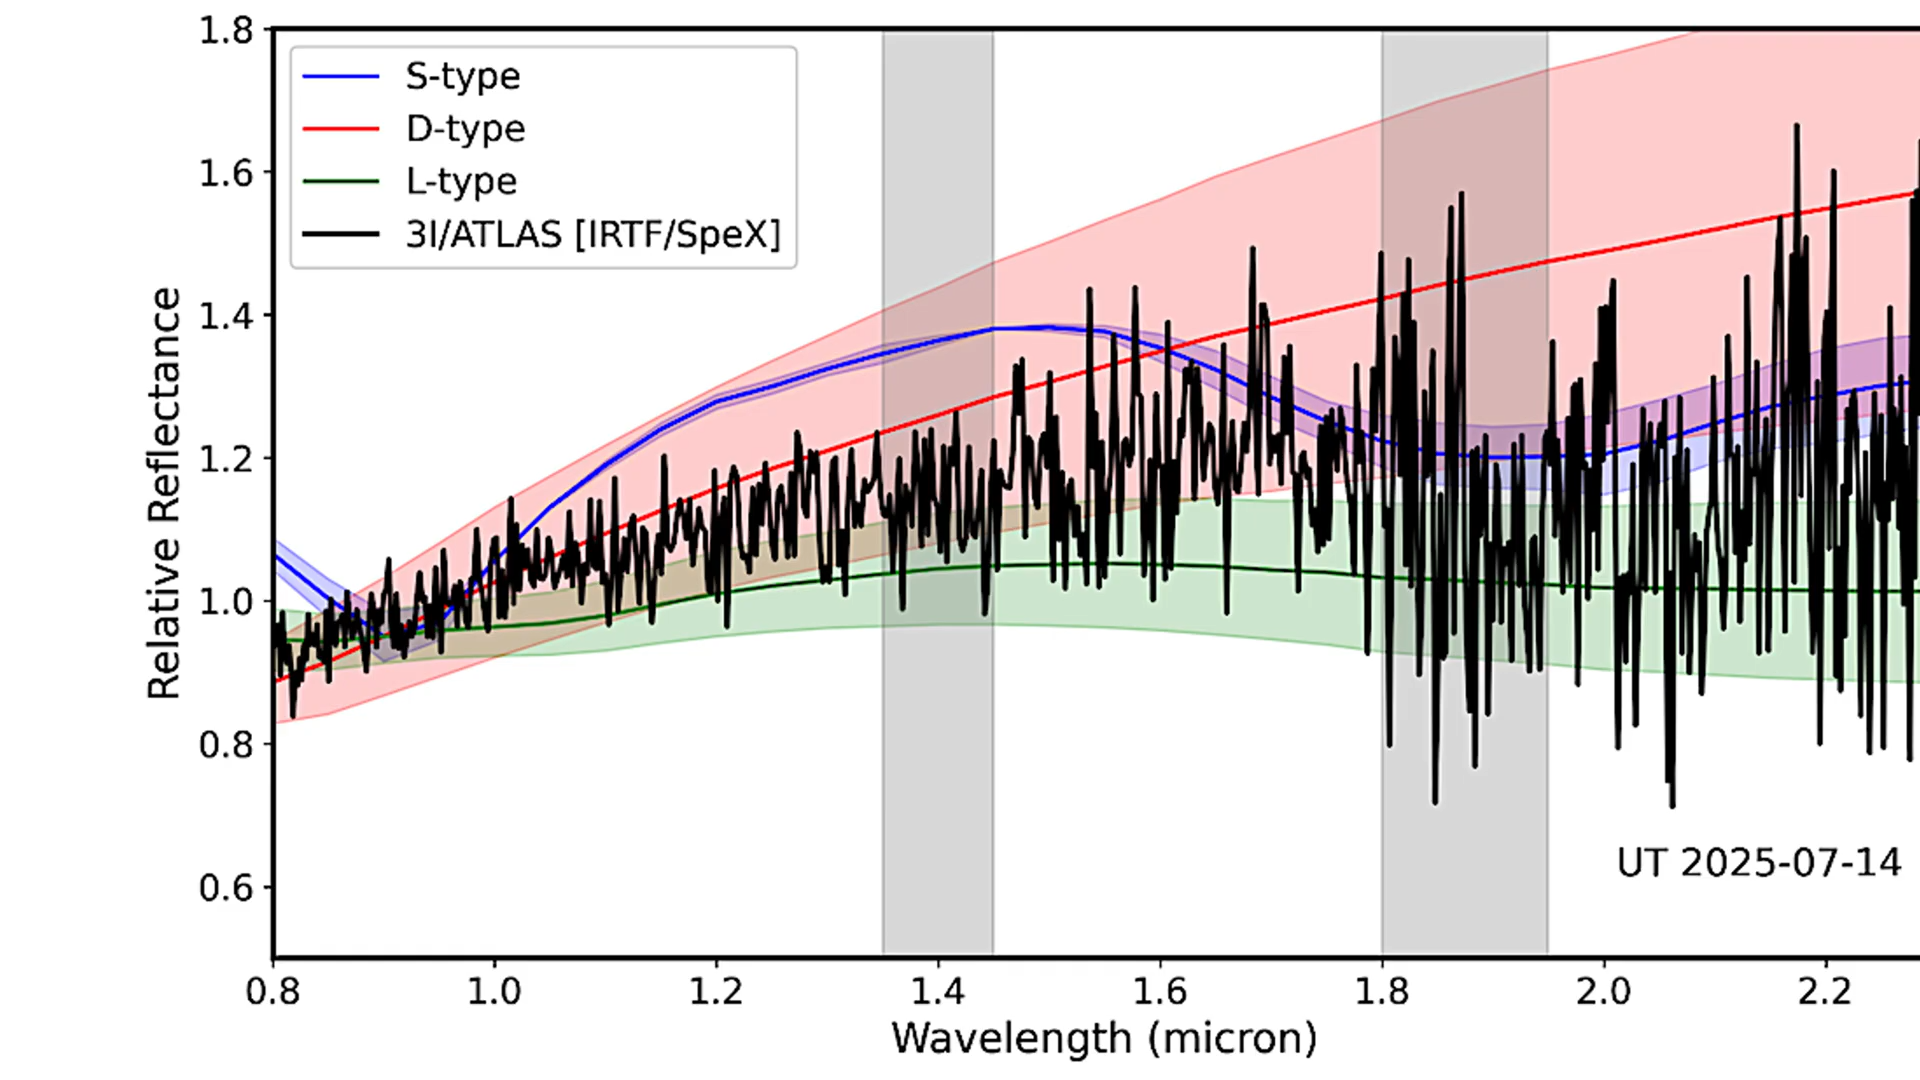 S-type
D-type
L-type
3I/ATLAS [IRTF/SpeX]
Relative Reflectance
1.8
1.6
1.4
1.2
1.0
0.8
0.6
UT 2025-07-14
0.8 1.0 1.2 1.4 1.6 1.8 2.0 2.2
Wavelength (micron)